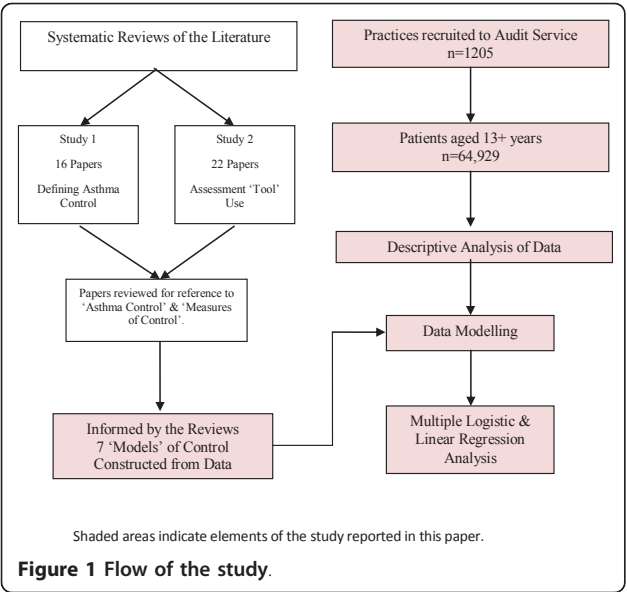 Systematic Reviews of the Literature
Study 1
16 Papers
Defining Asthma
Control
Study 2
22 Papers
Assessment ‘Tool’
Use
Papers reviewed for reference to
‘Asthma Control’ & ‘Measures
of Control’.
Informed by the Reviews
7 ‘Models’ of Control
Constructed from Data
Practices recruited to Audit Service
n=1205
Patients aged 13+ years
n=64,929
Descriptive Analysis of Data
Data Modelling
Multiple Logistic &
Linear Regression
Analysis
Shaded areas indicate elements of the study reported in this paper.
Figure 1 Flow of the study.